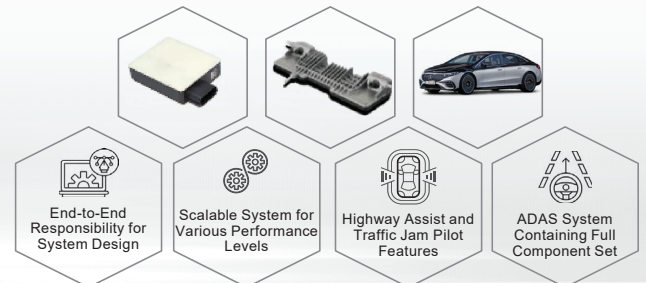 End-to-End
Responsibility for
System Design
Scalable System for
Various Performance
Levels
Highway Assist and
Traffic Jam Pilot
Features
ADAS System
Containing Full
Component Set